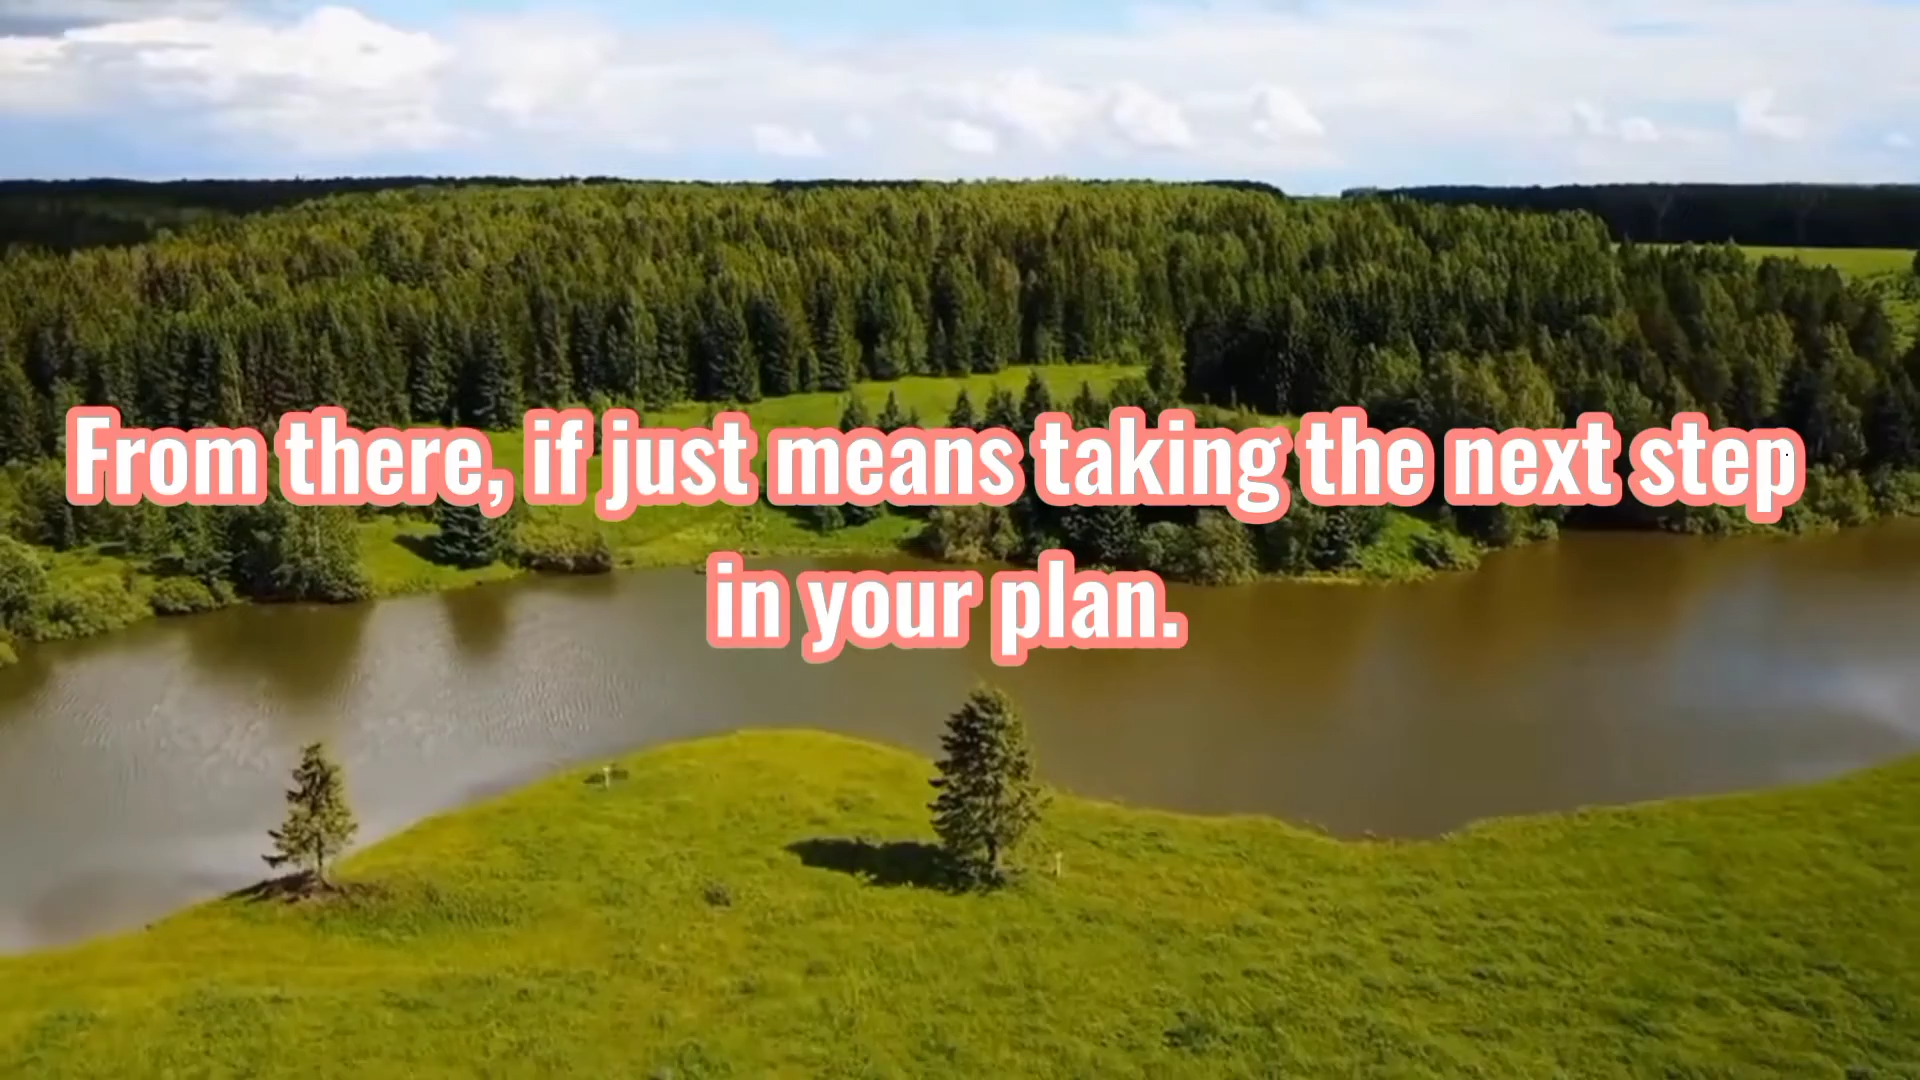 From there, if just means taking the next step
in your plan.